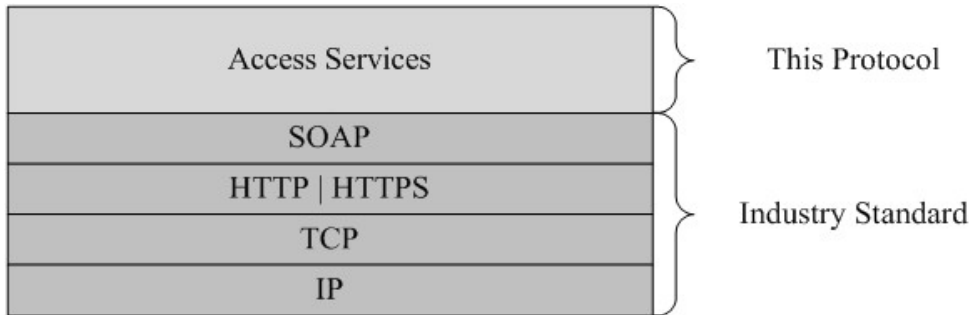 Access Services
This Protocol
SOAP
HTTP | HTTPS
TCP
Industry Standard
IP